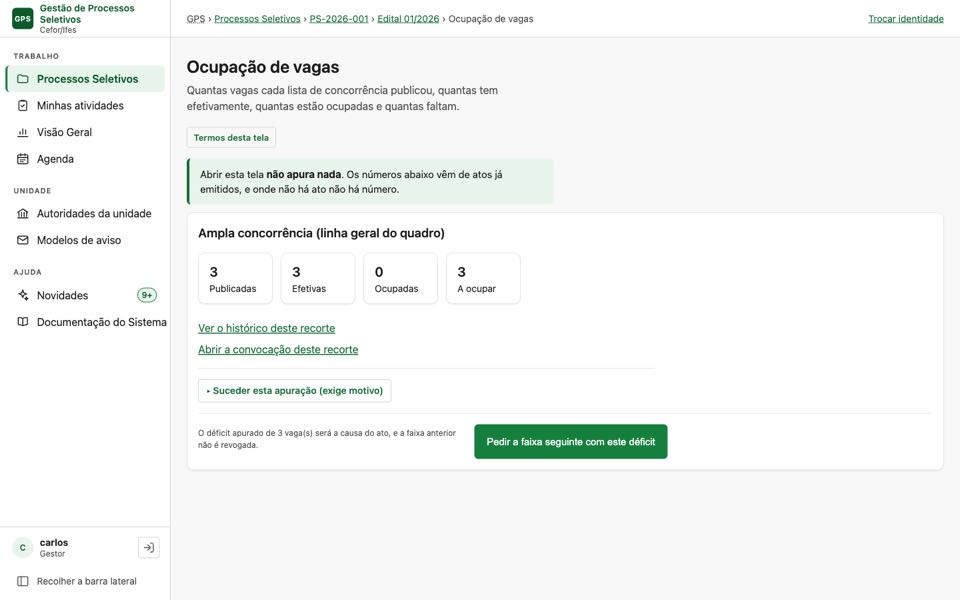 GPS
Gestão de Processos
Seletivos
Cefor/Ifes
GPS › Processos Seletivos › PS-2026-001 › Edital 01/2026 › Ocupação de vagas
Trocar identidade
TRABALHO
Processos Seletivos
Minhas atividades
Visão Geral
Agenda
UNIDADE
Autoridades da unidade
Modelos de aviso
AJUDA
Novidades 9+
Documentação do Sistema
Ocupação de vagas
Quantas vagas cada lista de concorrência publicou, quantas tem
efetivamente, quantas estão ocupadas e quantas faltam.
Termos desta tela
Abrir esta tela não apura nada. Os números abaixo vêm de atos já
emitidos, e onde não há ato não há número.
Ampla concorrência (linha geral do quadro)
3
Publicadas
3
Efetivas
0
Ocupadas
3
A ocupar
Ver o histórico deste recorte
Abrir a convocação deste recorte
Suceder esta apuração (exige motivo)
O déficit apurado de 3 vaga(s) será a causa do ato, e a faixa anterior
não é revogada.
Pedir a faixa seguinte com este déficit
C
carlos
Gestor
Recolher a barra lateral